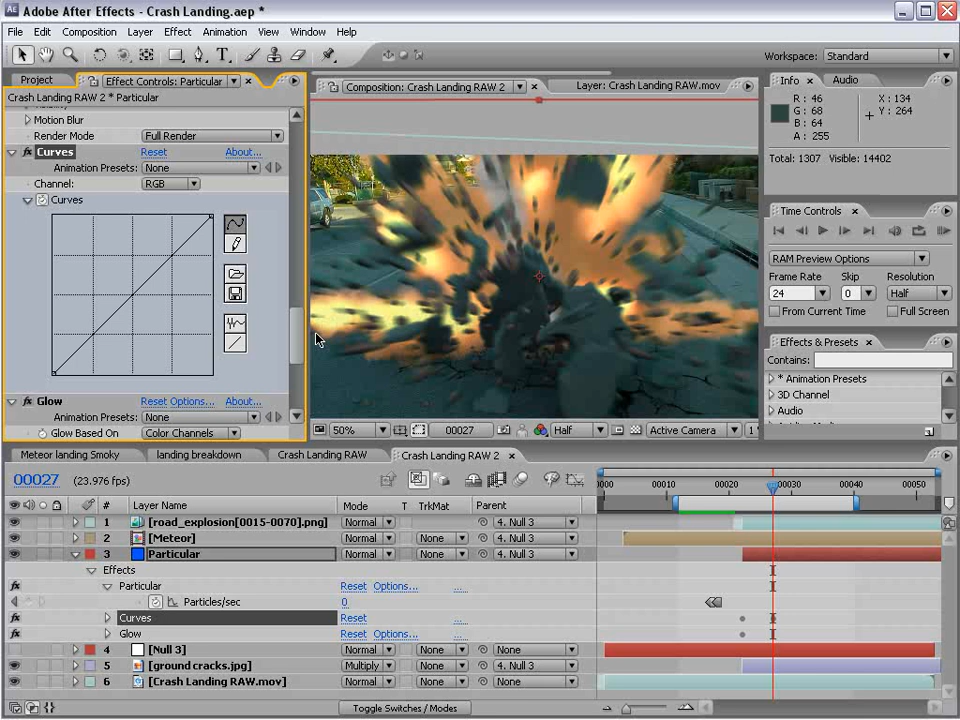 Adobe After Effects - Crash Landing.aep *
File Edit Composition Layer Effect Animation View Window Help
Workspace: Standard
Project Effect Controls: Particular
Composition: Crash Landing RAW 2
Layer: Crash Landing RAW.mov
Info Audio
Crash Landing RAW 2 * Particular
Motion Blur
Render Mode Full Render
Curves Reset About...
Animation Presets: None
Channel: RGB
Curves
Glow Reset Options... About...
Animation Presets: None
Glow Based On Color Channels
50% 00027 Half Active Camera 1
R: 46
G: 68
B: 64
A: 255
X: 134
Y: 264
Total: 1307 Visible: 14402
Time Controls
RAM Preview Options
Frame Rate Skip Resolution
24 0 Half
From Current Time Full Screen
Effects & Presets
Contains:
* Animation Presets
3D Channel
Audio
Meteor landing Smoky landing breakdown Crash Landing RAW Crash Landing RAW 2
00027 (23.976 fps)
0000 00010 00020 00030 00040 00050
# Layer Name Mode T TrkMat Parent
1 [road_explosion[0015-0070].png] Normal 4. Null 3
2 [Meteor] Normal None 4. Null 3
3 Particular Normal None 4. Null 3
Effects
Particular Reset Options... ...
Particles/sec 0
Curves Reset
Glow Reset Options... ...
4 [Null 3] Normal None None
5 [ground cracks.jpg] Multiply None 4. Null 3
6 [Crash Landing RAW.mov] Normal None None
Toggle Switches / Modes